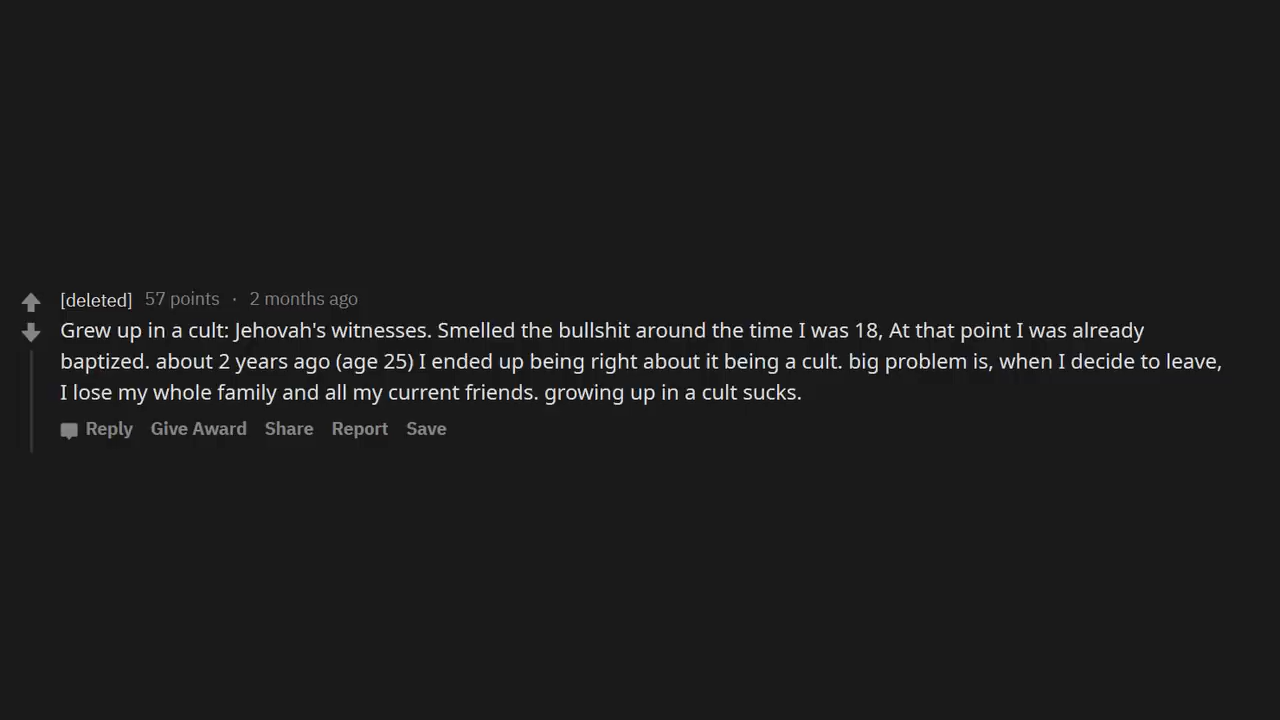 [deleted] 57 points · 2 months ago
Grew up in a cult: Jehovah's witnesses. Smelled the bullshit around the time I was 18, At that point I was already
baptized. about 2 years ago (age 25) I ended up being right about it being a cult. big problem is, when I decide to leave,
I lose my whole family and all my current friends. growing up in a cult sucks.
Reply Give Award Share Report Save